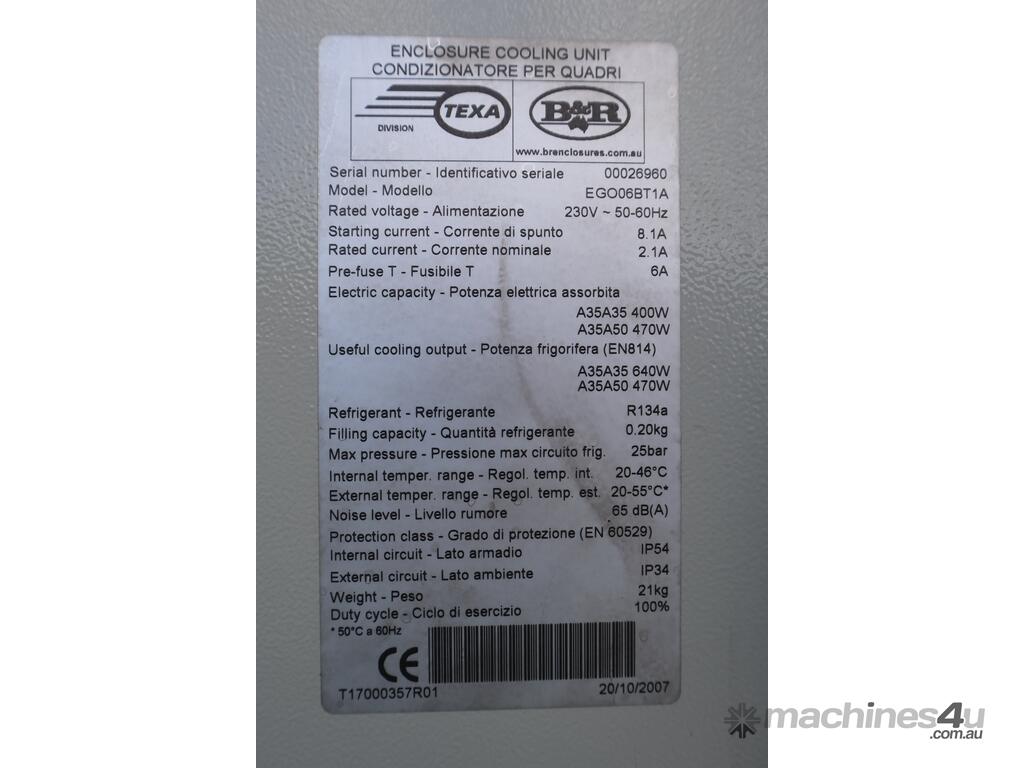 ENCLOSURE COOLING UNIT
CONDIZIONATORE PER QUADRI
TEXA
DIVISION
B&R
www.brenclosures.com.au
Serial number - Identificativo seriale 00026960
Model - Modello EGO06BT1A
Rated voltage - Alimentazione 230V ~ 50-60Hz
Starting current - Corrente di spunto 8.1A
Rated current - Corrente nominale 2.1A
Pre-fuse T - Fusibile T 6A
Electric capacity - Potenza elettrica assorbita
A35A35 400W
A35A50 470W
Useful cooling output - Potenza frigorifera (EN814)
A35A35 640W
A35A50 470W
Refrigerant - Refrigerante R134a
Filling capacity - Quantità refrigerante 0.20kg
Max pressure - Pressione max circuito frig. 25bar
Internal temper. range - Regol. temp. int. 20-46°C
External temper. range - Regol. temp. est. 20-55°C*
Noise level - Livello rumore 65 dB(A)
Protection class - Grado di protezione (EN 60529)
Internal circuit - Lato armadio IP54
External circuit - Lato ambiente IP34
Weight - Peso 21kg
Duty cycle - Ciclo di esercizio 100%
* 50°C a 60Hz
CE
T17000357R01 20/10/2007
machines4u
.com.au